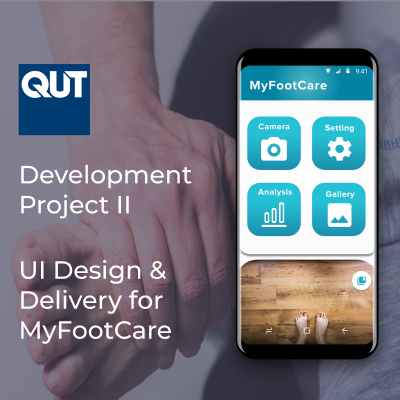 QUT
Development
Project II
UI Design &
Delivery for
MyFootCare
9:41
MyFootCare
Camera
Setting
Analysis
Gallery